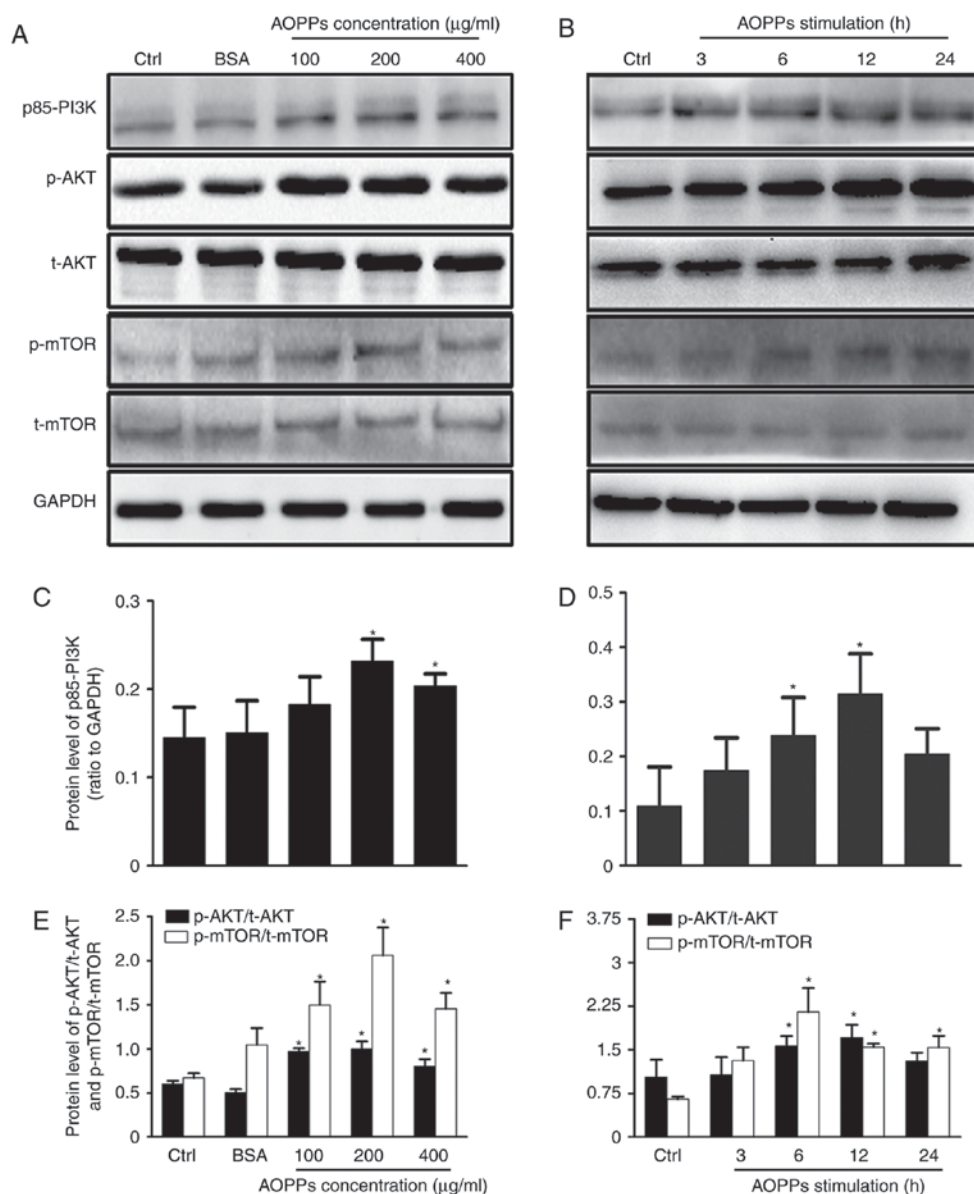 A
AOPPs concentration (µg/ml)
Ctrl BSA 100 200 400
p85-PI3K
p-AKT
t-AKT
p-mTOR
t-mTOR
GAPDH
B
AOPPs stimulation (h)
Ctrl 3 6 12 24
C
Protein level of p85-PI3K
(ratio to GAPDH)
0.3
0.2
0.1
0
* *
D
0.5
0.4
0.3
0.2
0.1
0
* *
E
Protein level of p-AKT/t-AKT
and p-mTOR/t-mTOR
2.5
2.0
1.5
1.0
0.5
0
p-AKT/t-AKT
p-mTOR/t-mTOR
* * * * * *
Ctrl BSA 100 200 400
AOPPs concentration (µg/ml)
F
3.75
3
2.25
1.5
0.75
0
p-AKT/t-AKT
p-mTOR/t-mTOR
* * * * *
Ctrl 3 6 12 24
AOPPs stimulation (h)